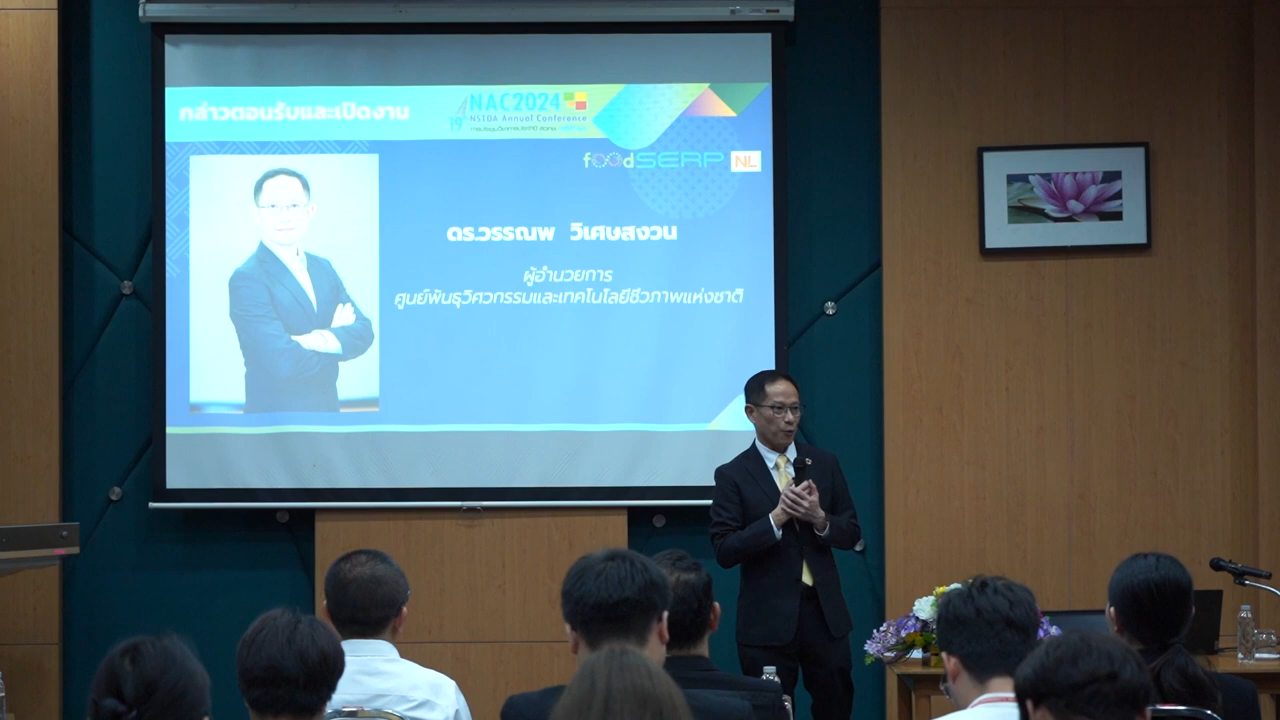 กล่าวตอนรับและเปิดงาน
NAC2024
NSTDA Annual Conference
19
foodSERP
NL
ดร.วรรณพ วิเศษสงวน
ผู้อำนวยการ
ศูนย์พันธุวิศวกรรมและเทคโนโลยีชีวภาพแห่งชาติ